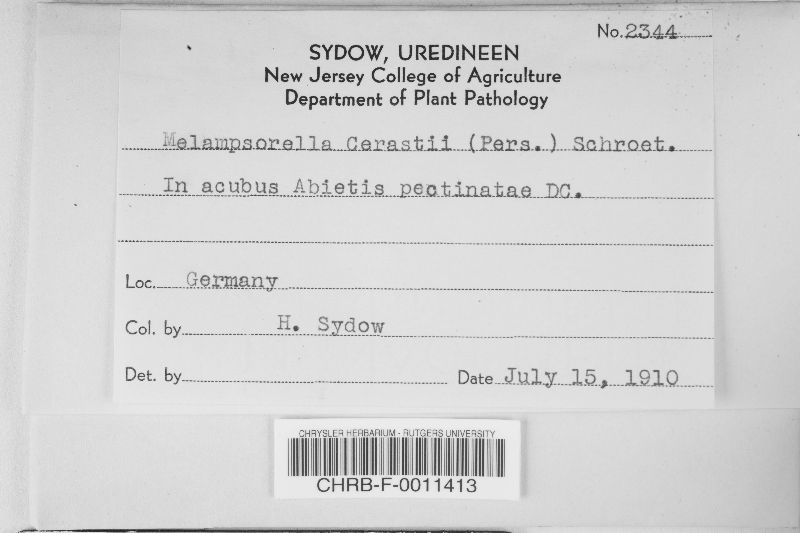 No. 2344
SYDOW, UREDINEEN
New Jersey College of Agriculture
Department of Plant Pathology
Melampsorella Cerastii (Pers.) Schroet.
In acubus Abietis pectinatae DC.
Loc. Germany
Col. by H. Sydow
Det. by Date July 15, 1910
CHRYSLER HERBARIUM - RUTGERS UNIVERSITY
CHRB-F-0011413